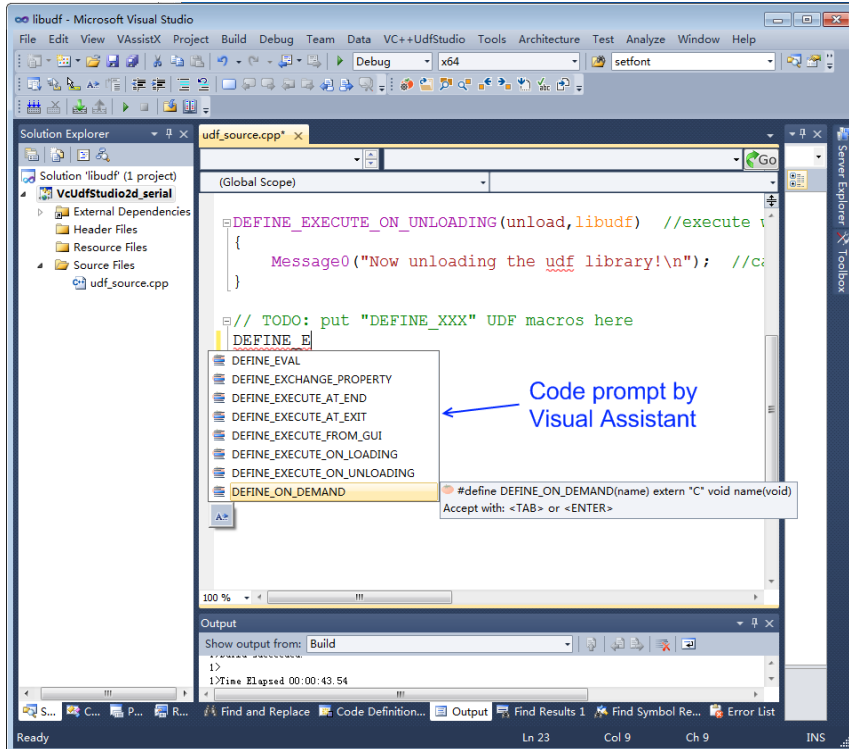 libudf - Microsoft Visual Studio
File Edit View VAssistX Project Build Debug Team Data VC++UdfStudio Tools Architecture Test Analyze Window Help
Debug x64 setfont
Solution Explorer
udf_source.cpp*
Go
Solution 'libudf' (1 project)
(Global Scope)
VcUdfStudio2d_serial
External Dependencies
Header Files
Resource Files
Source Files
udf_source.cpp
DEFINE_EXECUTE_ON_UNLOADING(unload,libudf) //execute
{
Message0("Now unloading the udf library!\n"); //ca
}
// TODO: put "DEFINE_XXX" UDF macros here
DEFINE_E
DEFINE_EVAL
DEFINE_EXCHANGE_PROPERTY
DEFINE_EXECUTE_AT_END
DEFINE_EXECUTE_AT_EXIT
DEFINE_EXECUTE_FROM_GUI
DEFINE_EXECUTE_ON_LOADING
DEFINE_EXECUTE_ON_UNLOADING
DEFINE_ON_DEMAND
Code prompt by
Visual Assistant
#define DEFINE_ON_DEMAND(name) extern "C" void name(void)
Accept with: <TAB> or <ENTER>
Server Explorer
Toolbox
100 %
Output
Show output from: Build
1>
1>Time Elapsed 00:00:43.54
S... C... P... R...
Find and Replace Code Definition... Output Find Results 1 Find Symbol Re... Error List
Ready Ln 23 Col 9 Ch 9 INS